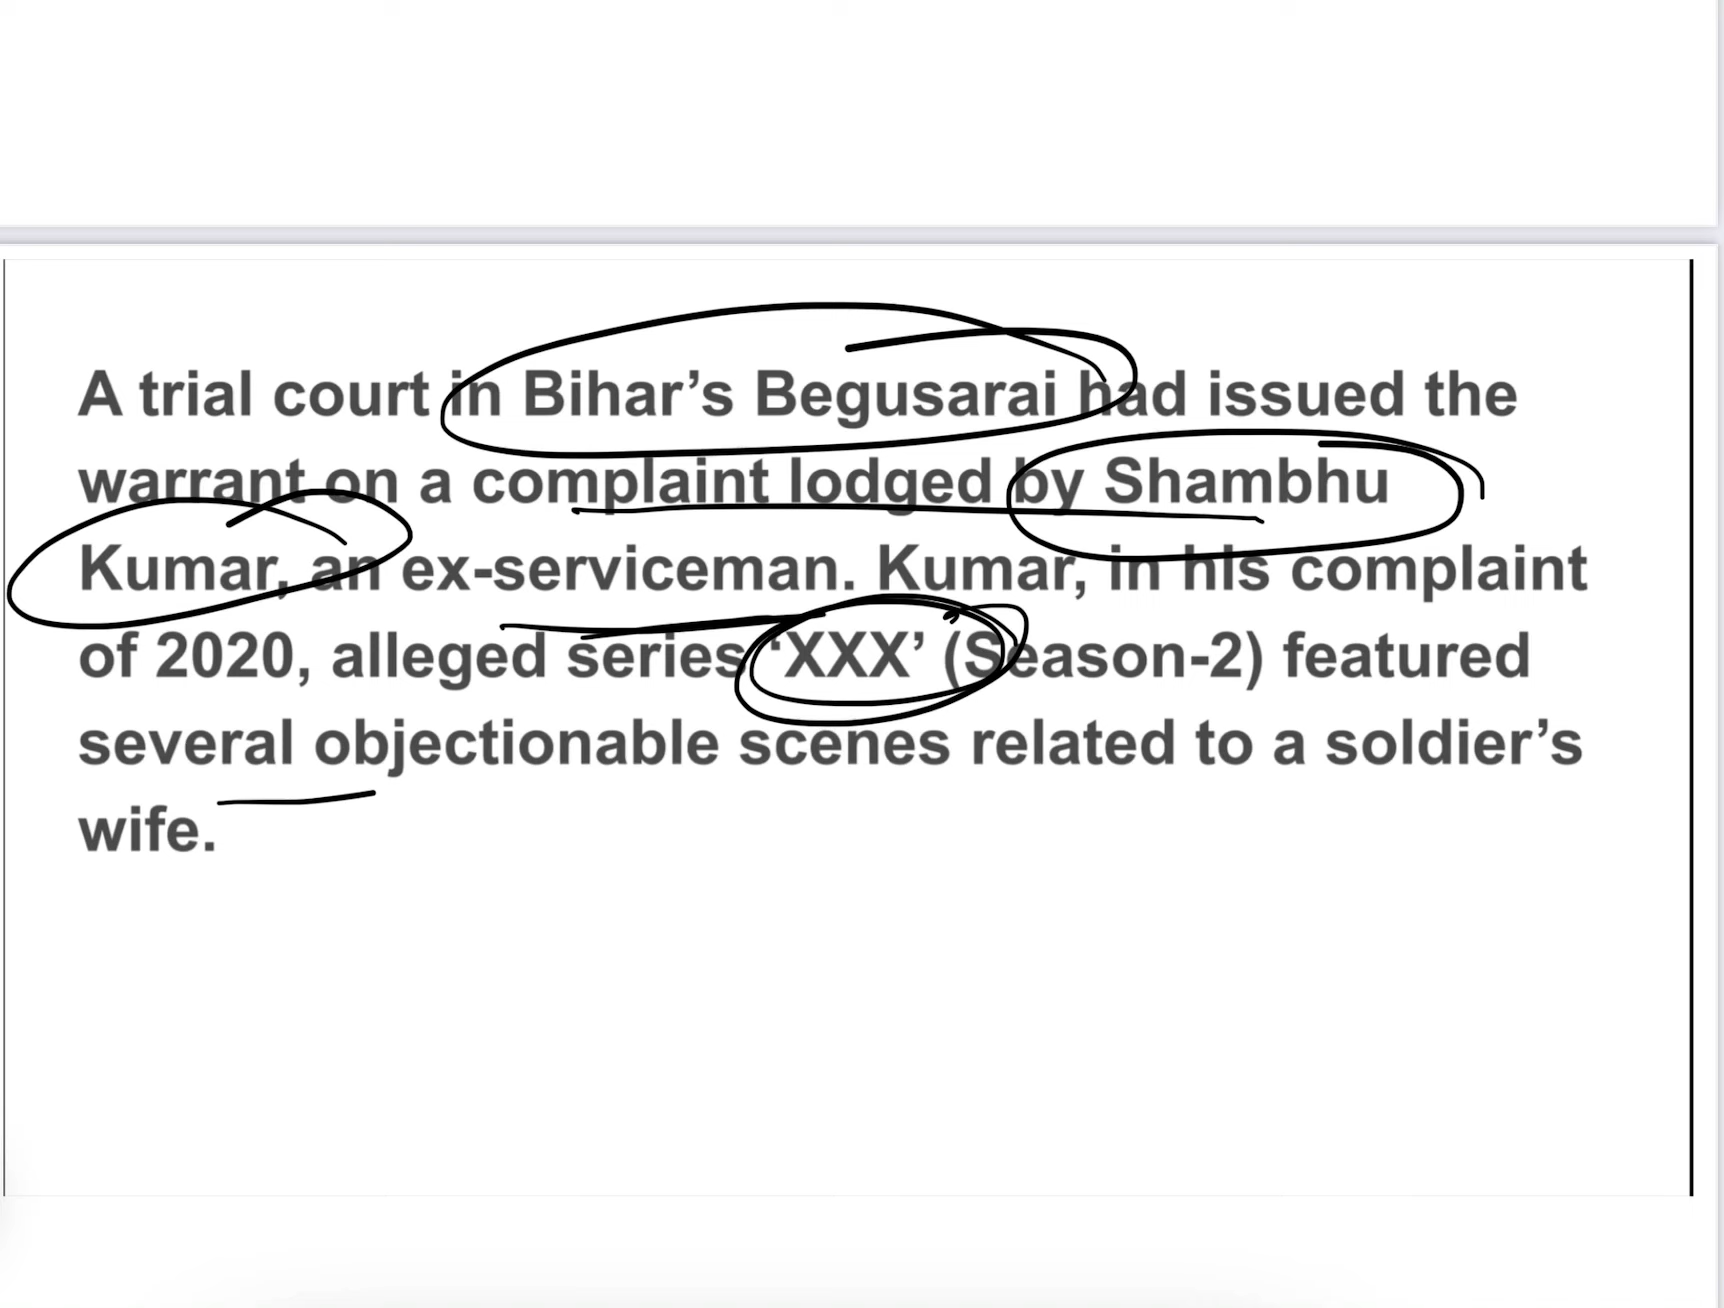 A trial court in Bihar’s Begusarai had issued the
warrant on a complaint lodged by Shambhu
Kumar, an ex-serviceman. Kumar, in his complaint
of 2020, alleged series ‘XXX’ (Season-2) featured
several objectionable scenes related to a soldier’s
wife.